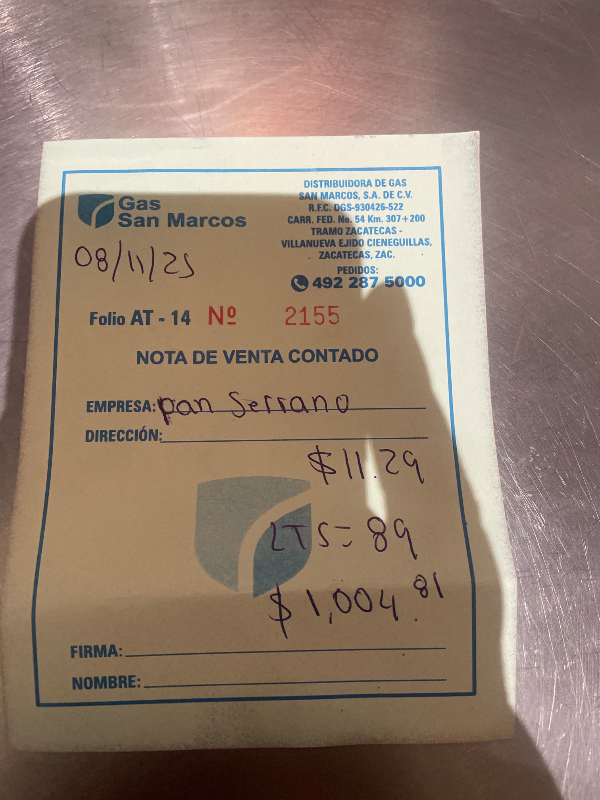 Gas
San Marcos
DISTRIBUIDORA DE GAS
SAN MARCOS, S.A. DE C.V.
R.F.C. DGS-930426-522
CARR. FED. No. 54 Km. 307+200
TRAMO ZACATECAS -
VILLANUEVA EJIDO CIENEGUILLAS,
ZACATECAS, ZAC.
PEDIDOS:
492 287 5000
08/11/25
Folio AT - 14 Nº 2155
NOTA DE VENTA CONTADO
EMPRESA: pan Serrano
DIRECCIÓN:
$11.29
LTS= 89
$1,004.81
FIRMA:
NOMBRE: